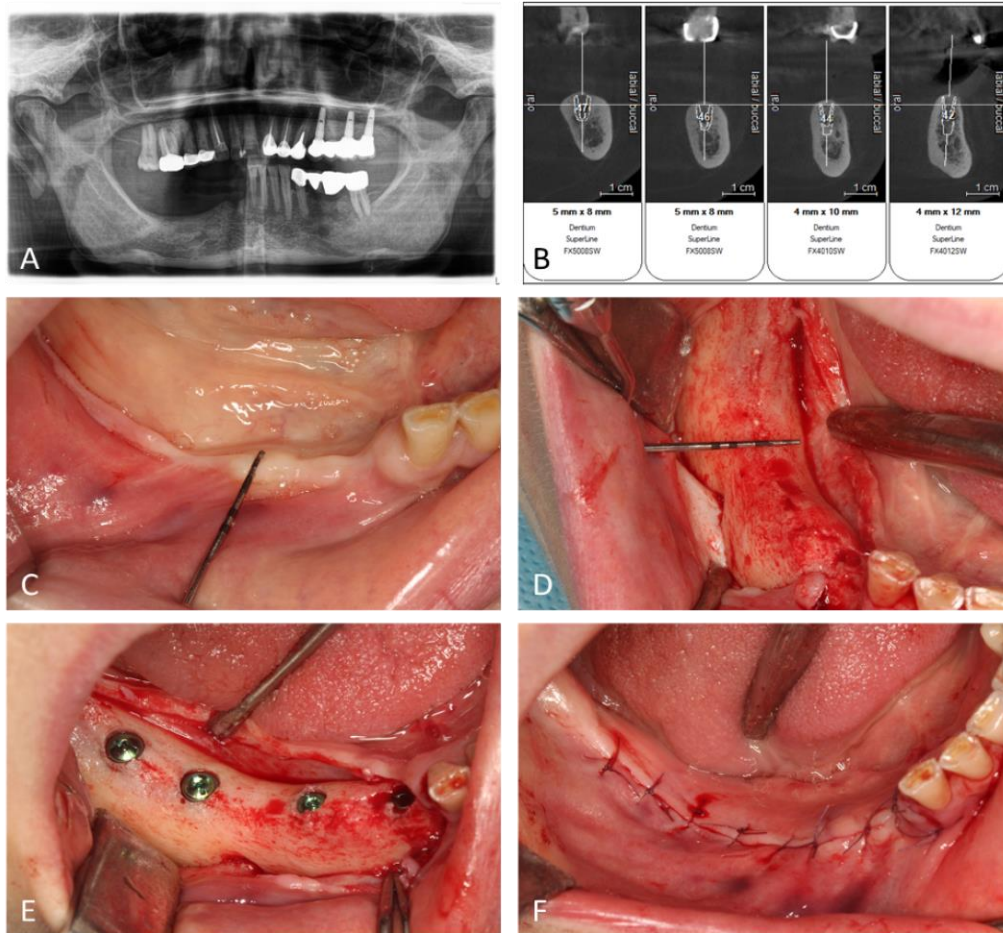 A
L
B
oral
labial / buccal
47
1 cm
5 mm x 8 mm
Dentium
SuperLine
FX5008SW
oral
labial / buccal
46
1 cm
5 mm x 8 mm
Dentium
SuperLine
FX5008SW
oral
labial / buccal
44
1 cm
4 mm x 10 mm
Dentium
SuperLine
FX4010SW
oral
labial / buccal
42
1 cm
4 mm x 12 mm
Dentium
SuperLine
FX4012SW
C
D
E
F